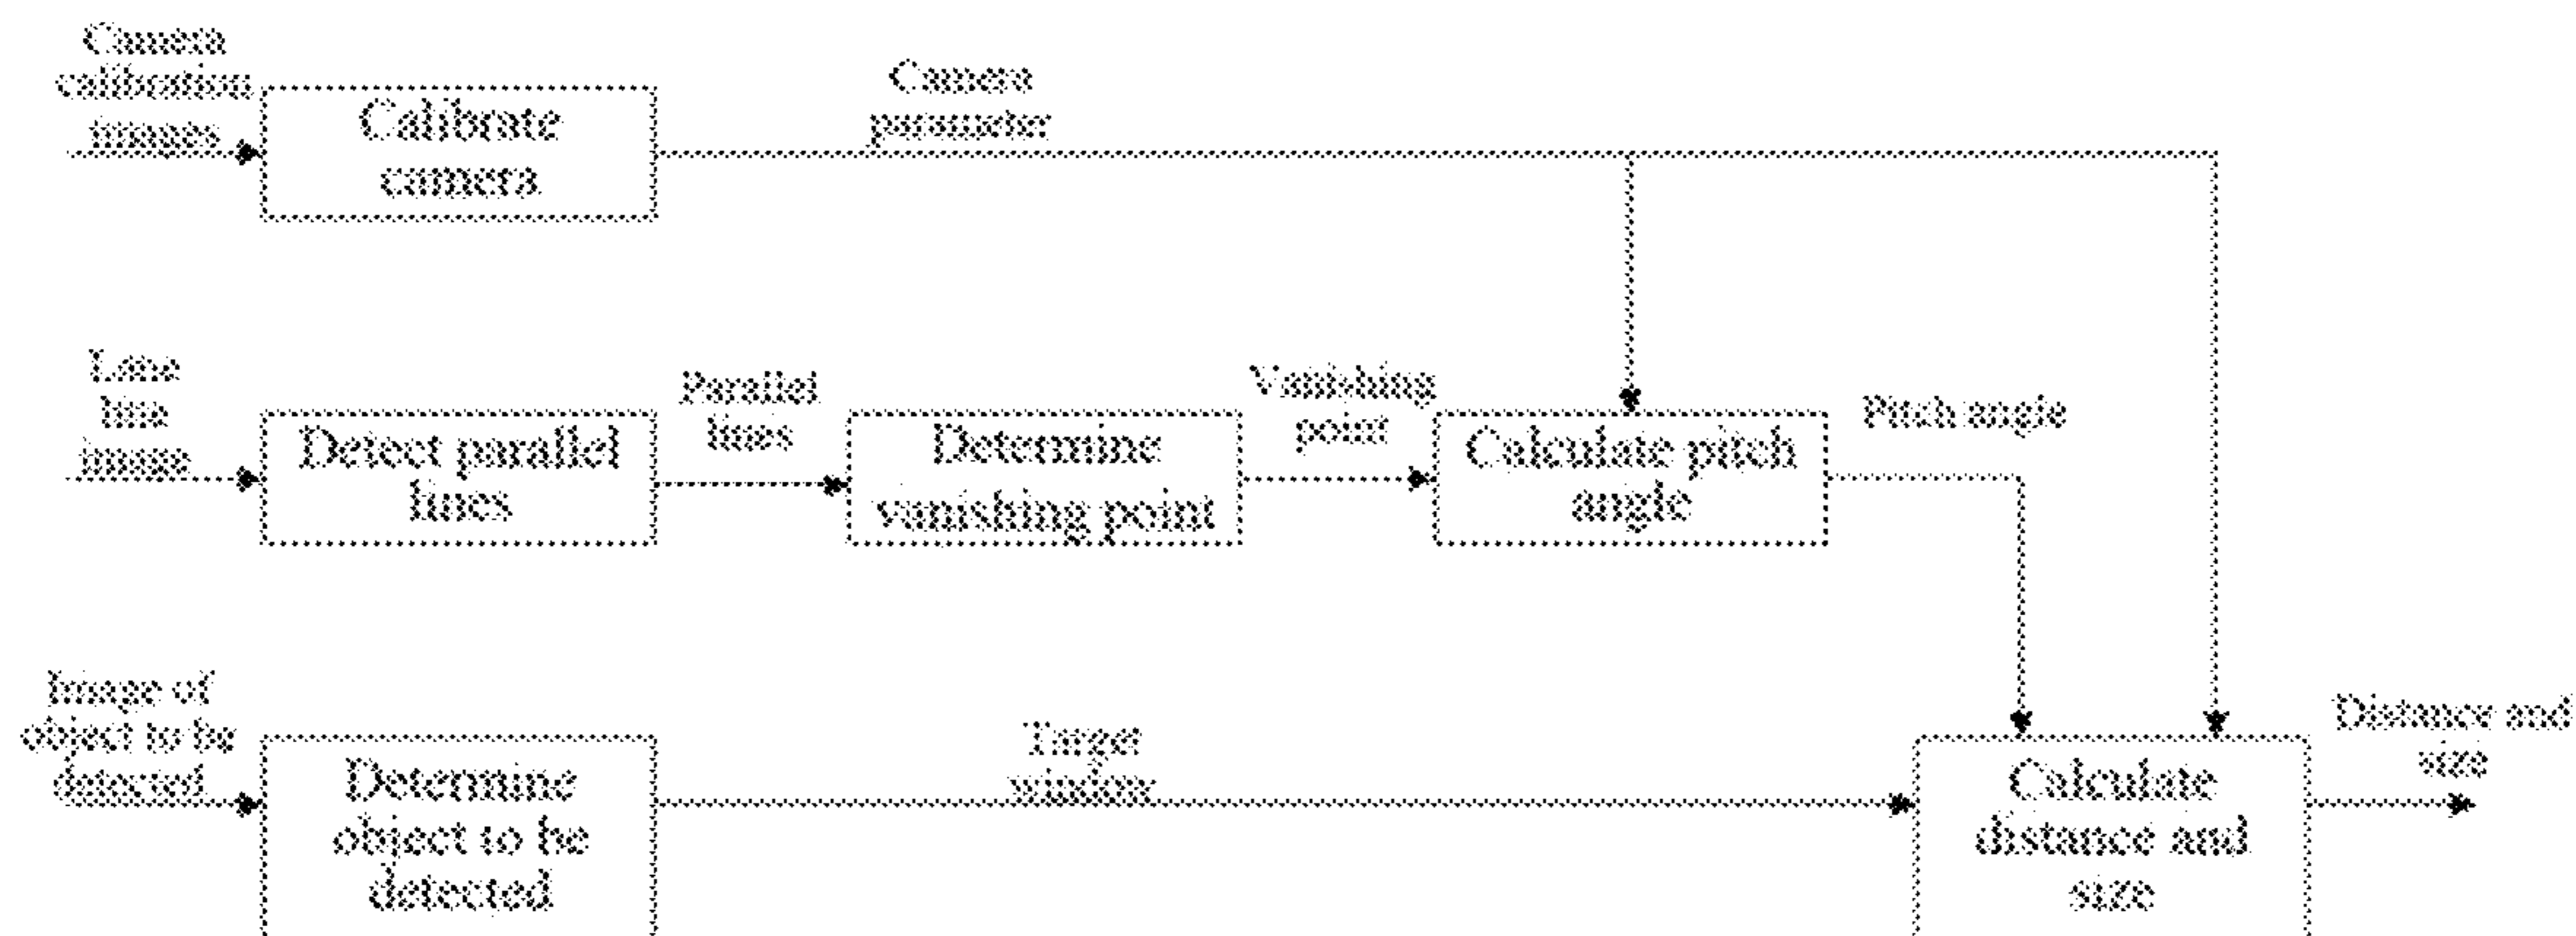 Camera
calibration
images
Calibrate
camera
Camera
parameter
Lane
line
image
Detect parallel
lines
Parallel
lines
Determine
vanishing point
Vanishing
point
Calculate pitch
angle
Pitch angle
Image of
object to be
detected
Determine
object to be
detected
Target
window
Calculate
distance and
size
Distance and
size